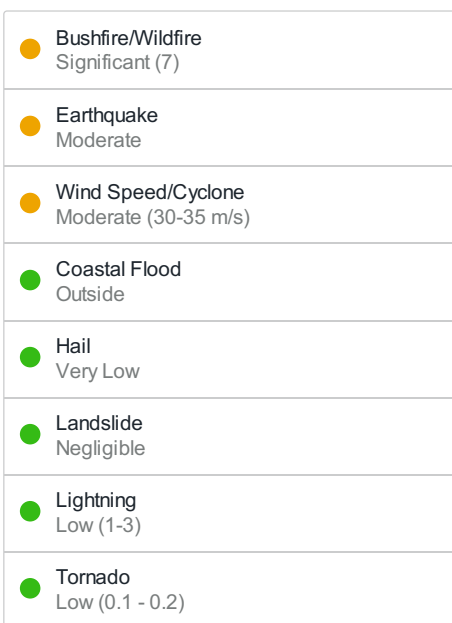 Bushfire/Wildfire
Significant (7)
Earthquake
Moderate
Wind Speed/Cyclone
Moderate (30-35 m/s)
Coastal Flood
Outside
Hail
Very Low
Landslide
Negligible
Lightning
Low (1-3)
Tornado
Low (0.1 - 0.2)